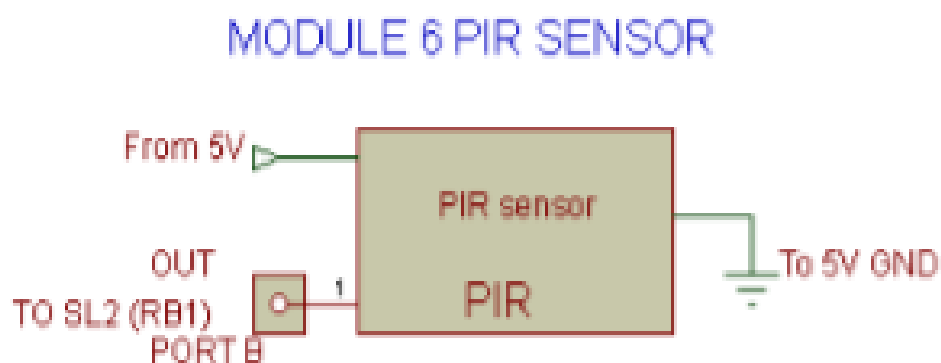 MODULE 6 PIR SENSOR
From 5V
PIR sensor
OUT
TO SL2 (RB1)
PORT B
1
PIR
To 5V GND